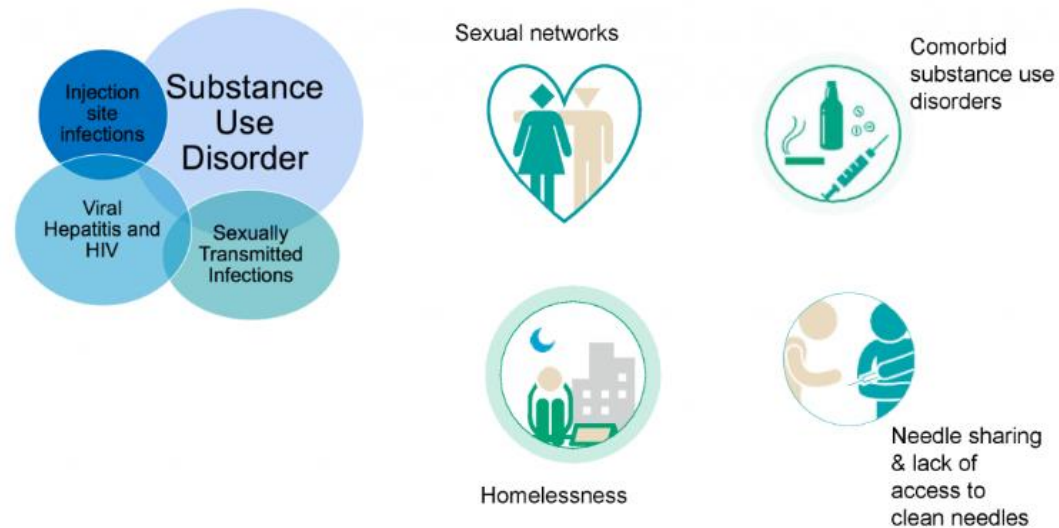 Injection
site
infections
Substance
Use
Disorder
Viral
Hepatitis and
HIV
Sexually
Transmitted
Infections
Sexual networks
Comorbid
substance use
disorders
Homelessness
Needle sharing
& lack of
access to
clean needles